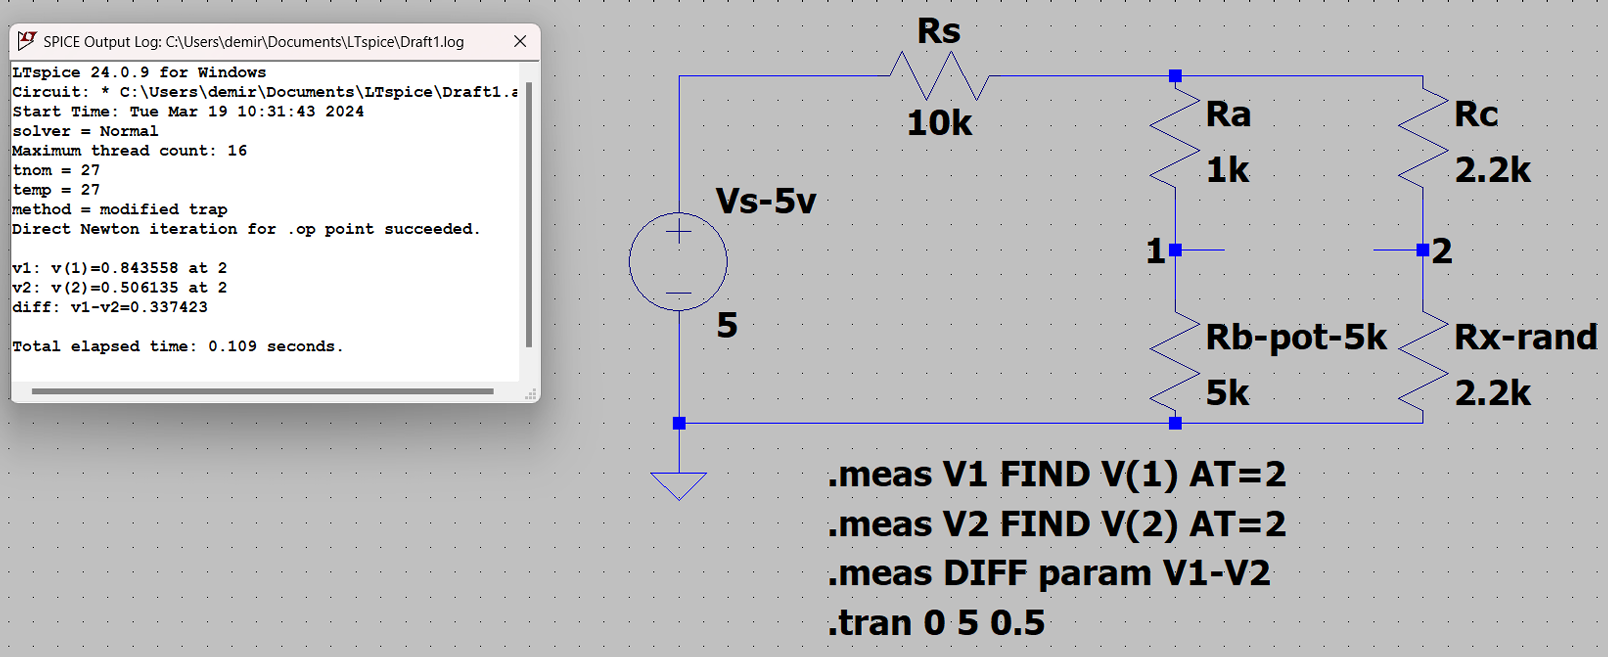 SPICE Output Log: C:\Users\demir\Documents\LTspice\Draft1.log
LTspice 24.0.9 for Windows
Circuit: * C:\Users\demir\Documents\LTspice\Draft1.a
Start Time: Tue Mar 19 10:31:43 2024
solver = Normal
Maximum thread count: 16
tnom = 27
temp = 27
method = modified trap
Direct Newton iteration for .op point succeeded.
v1: v(1)=0.843558 at 2
v2: v(2)=0.506135 at 2
diff: v1-v2=0.337423
Total elapsed time: 0.109 seconds.
Rs
10k
Vs-5v
5
Ra
1k
Rc
2.2k
1
2
Rb-pot-5k
5k
Rx-rand
2.2k
.meas V1 FIND V(1) AT=2
.meas V2 FIND V(2) AT=2
.meas DIFF param V1-V2
.tran 0 5 0.5